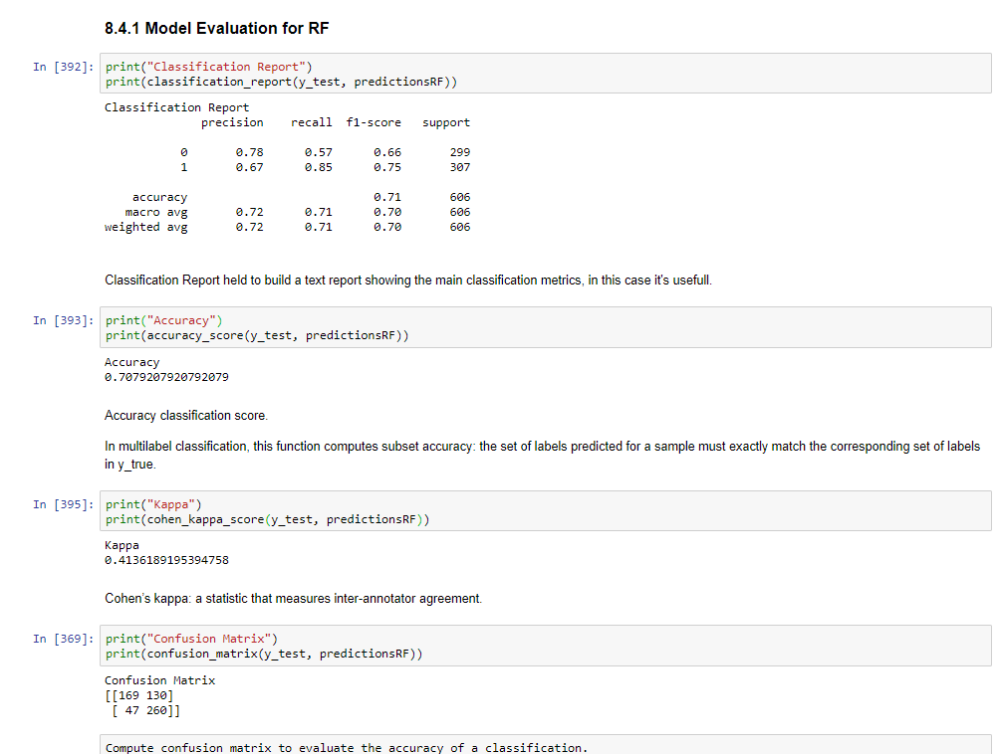 8.4.1 Model Evaluation for RF
In [392]: print("Classification Report")
print(classification_report(y_test, predictionsRF))
Classification Report
precision recall f1-score support
0 0.78 0.57 0.66 299
1 0.67 0.85 0.75 307
accuracy 0.71 606
macro avg 0.72 0.71 0.70 606
weighted avg 0.72 0.71 0.70 606
Classification Report held to build a text report showing the main classification metrics, in this case it's usefull.
In [393]: print("Accuracy")
print(accuracy_score(y_test, predictionsRF))
Accuracy
0.7079207920792079
Accuracy classification score.
In multilabel classification, this function computes subset accuracy: the set of labels predicted for a sample must exactly match the corresponding set of labels
in y_true.
In [395]: print("Kappa")
print(cohen_kappa_score(y_test, predictionsRF))
Kappa
0.4136189195394758
Cohen's kappa: a statistic that measures inter-annotator agreement.
In [369]: print("Confusion Matrix")
print(confusion_matrix(y_test, predictionsRF))
Confusion Matrix
[[169 130]
[ 47 260]]
Compute confusion matrix to evaluate the accuracy of a classification.